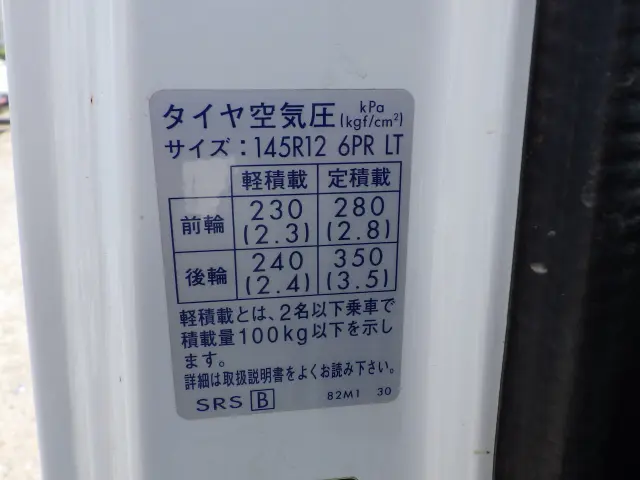 タイヤ空気圧 kPa (kgf/cm²)
サイズ：145R12 6PR LT
軽積載 定積載
前輪 230 (2.3) 280 (2.8)
後輪 240 (2.4) 350 (3.5)
軽積載とは、2名以下乗車で
積載量100kg以下を示し
ます。
詳細は取扱説明書をよくお読み下さい。
SRS B 82M1 30